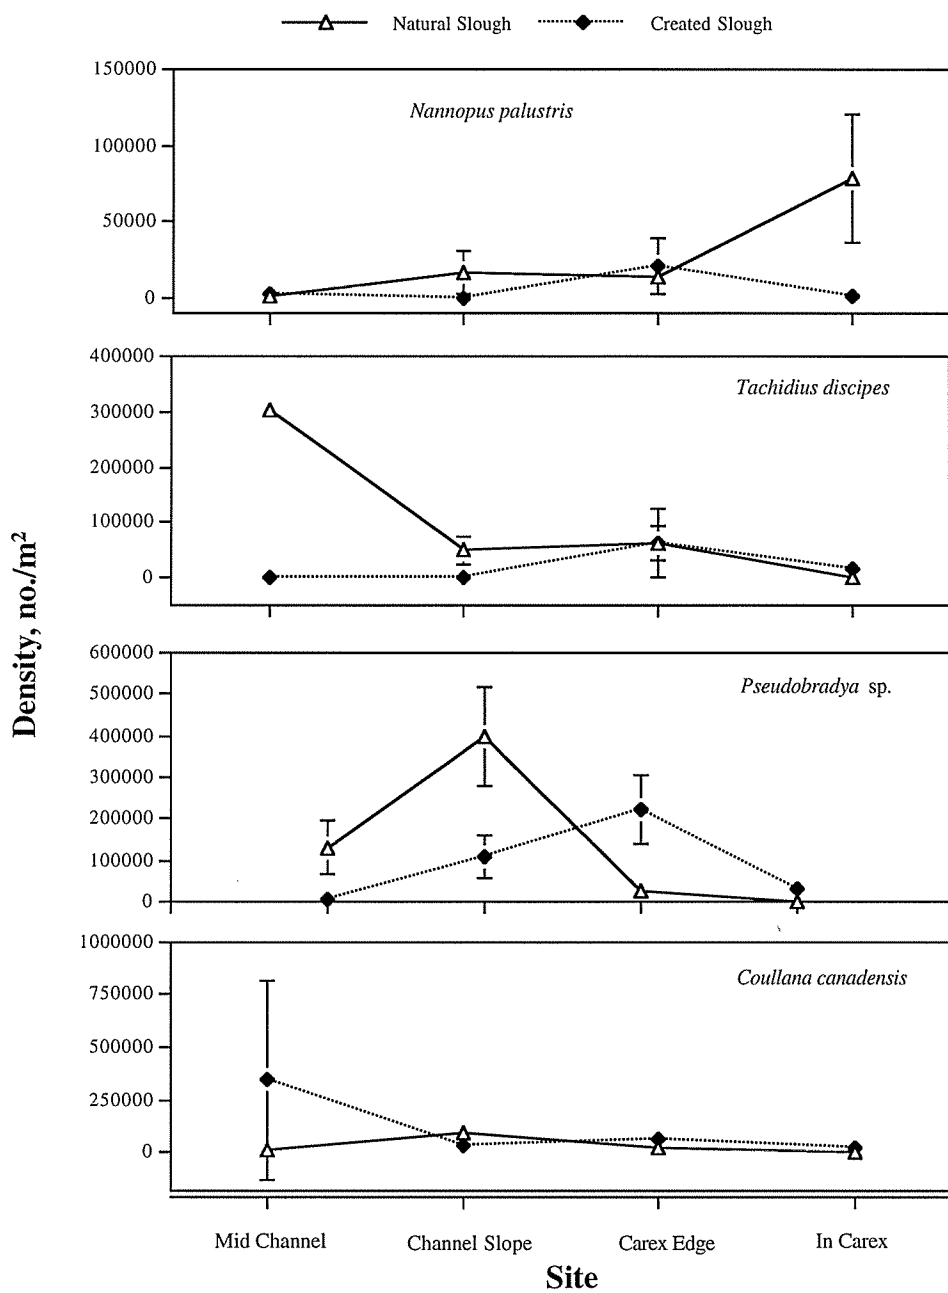 Natural Slough Created Slough
Nannopus palustris
150000
100000
50000
0
Tachidius discipes
400000
300000
200000
100000
0
Density, no./m²
Pseudobradya sp.
600000
500000
400000
300000
200000
100000
0
Coullana canadensis
1000000
750000
500000
250000
0
Mid Channel Channel Slope Carex Edge In Carex
Site